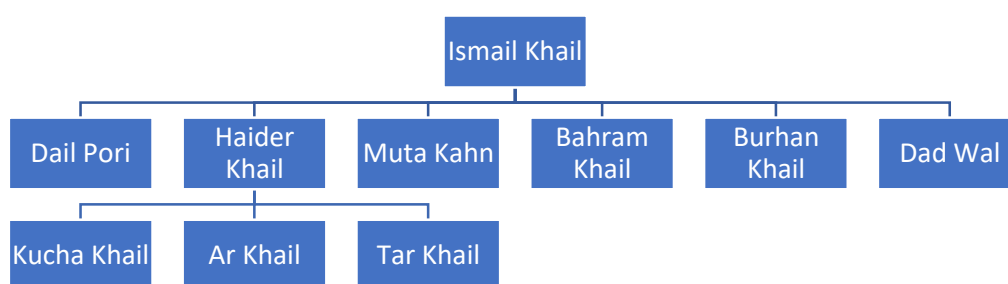 Ismail Khail
Dail Pori
Haider
Khail
Muta Kahn
Bahram
Khail
Burhan
Khail
Dad Wal
Kucha Khail
Ar Khail
Tar Khail